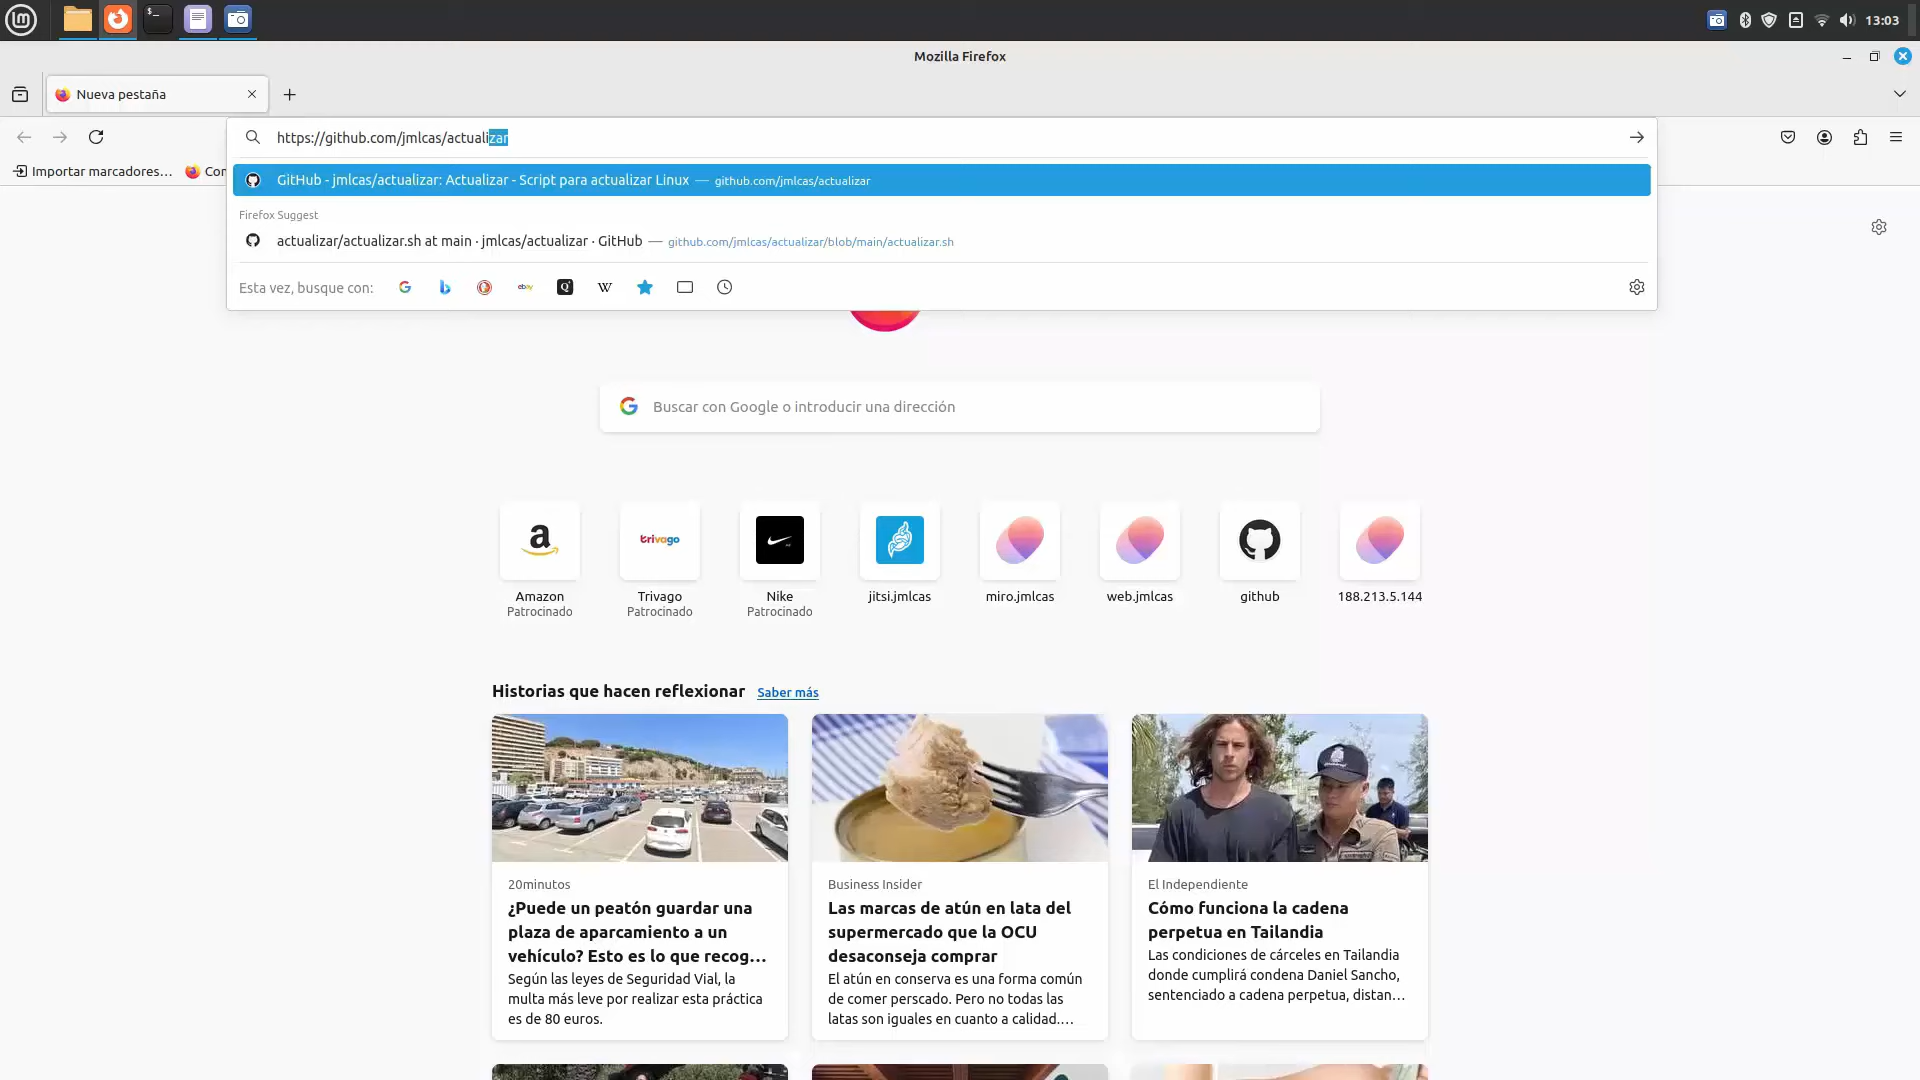 13:03
Mozilla Firefox
Nueva pestaña
https://github.com/jmlcas/actualizar
Importar marcadores...
Con
GitHub - jmlcas/actualizar: Actualizar - Script para actualizar Linux — github.com/jmlcas/actualizar
Firefox Suggest
actualizar/actualizar.sh at main · jmlcas/actualizar · GitHub — github.com/jmlcas/actualizar/blob/main/actualizar.sh
Esta vez, busque con:
ebay
Q
W
Buscar con Google o introducir una dirección
a
trivago
Amazon
Patrocinado
Trivago
Patrocinado
Nike
Patrocinado
jitsi.jmlcas
miro.jmlcas
web.jmlcas
github
188.213.5.144
Historias que hacen reflexionar Saber más
20minutos
¿Puede un peatón guardar una
plaza de aparcamiento a un
vehículo? Esto es lo que recog...
Según las leyes de Seguridad Vial, la
multa más leve por realizar esta práctica
es de 80 euros.
Business Insider
Las marcas de atún en lata del
supermercado que la OCU
desaconseja comprar
El atún en conserva es una forma común
de comer perscado. Pero no todas las
latas son iguales en cuanto a calidad....
El Independiente
Cómo funciona la cadena
perpetua en Tailandia
Las condiciones de cárceles en Tailandia
donde cumplirá condena Daniel Sancho,
sentenciado a cadena perpetua, distan...